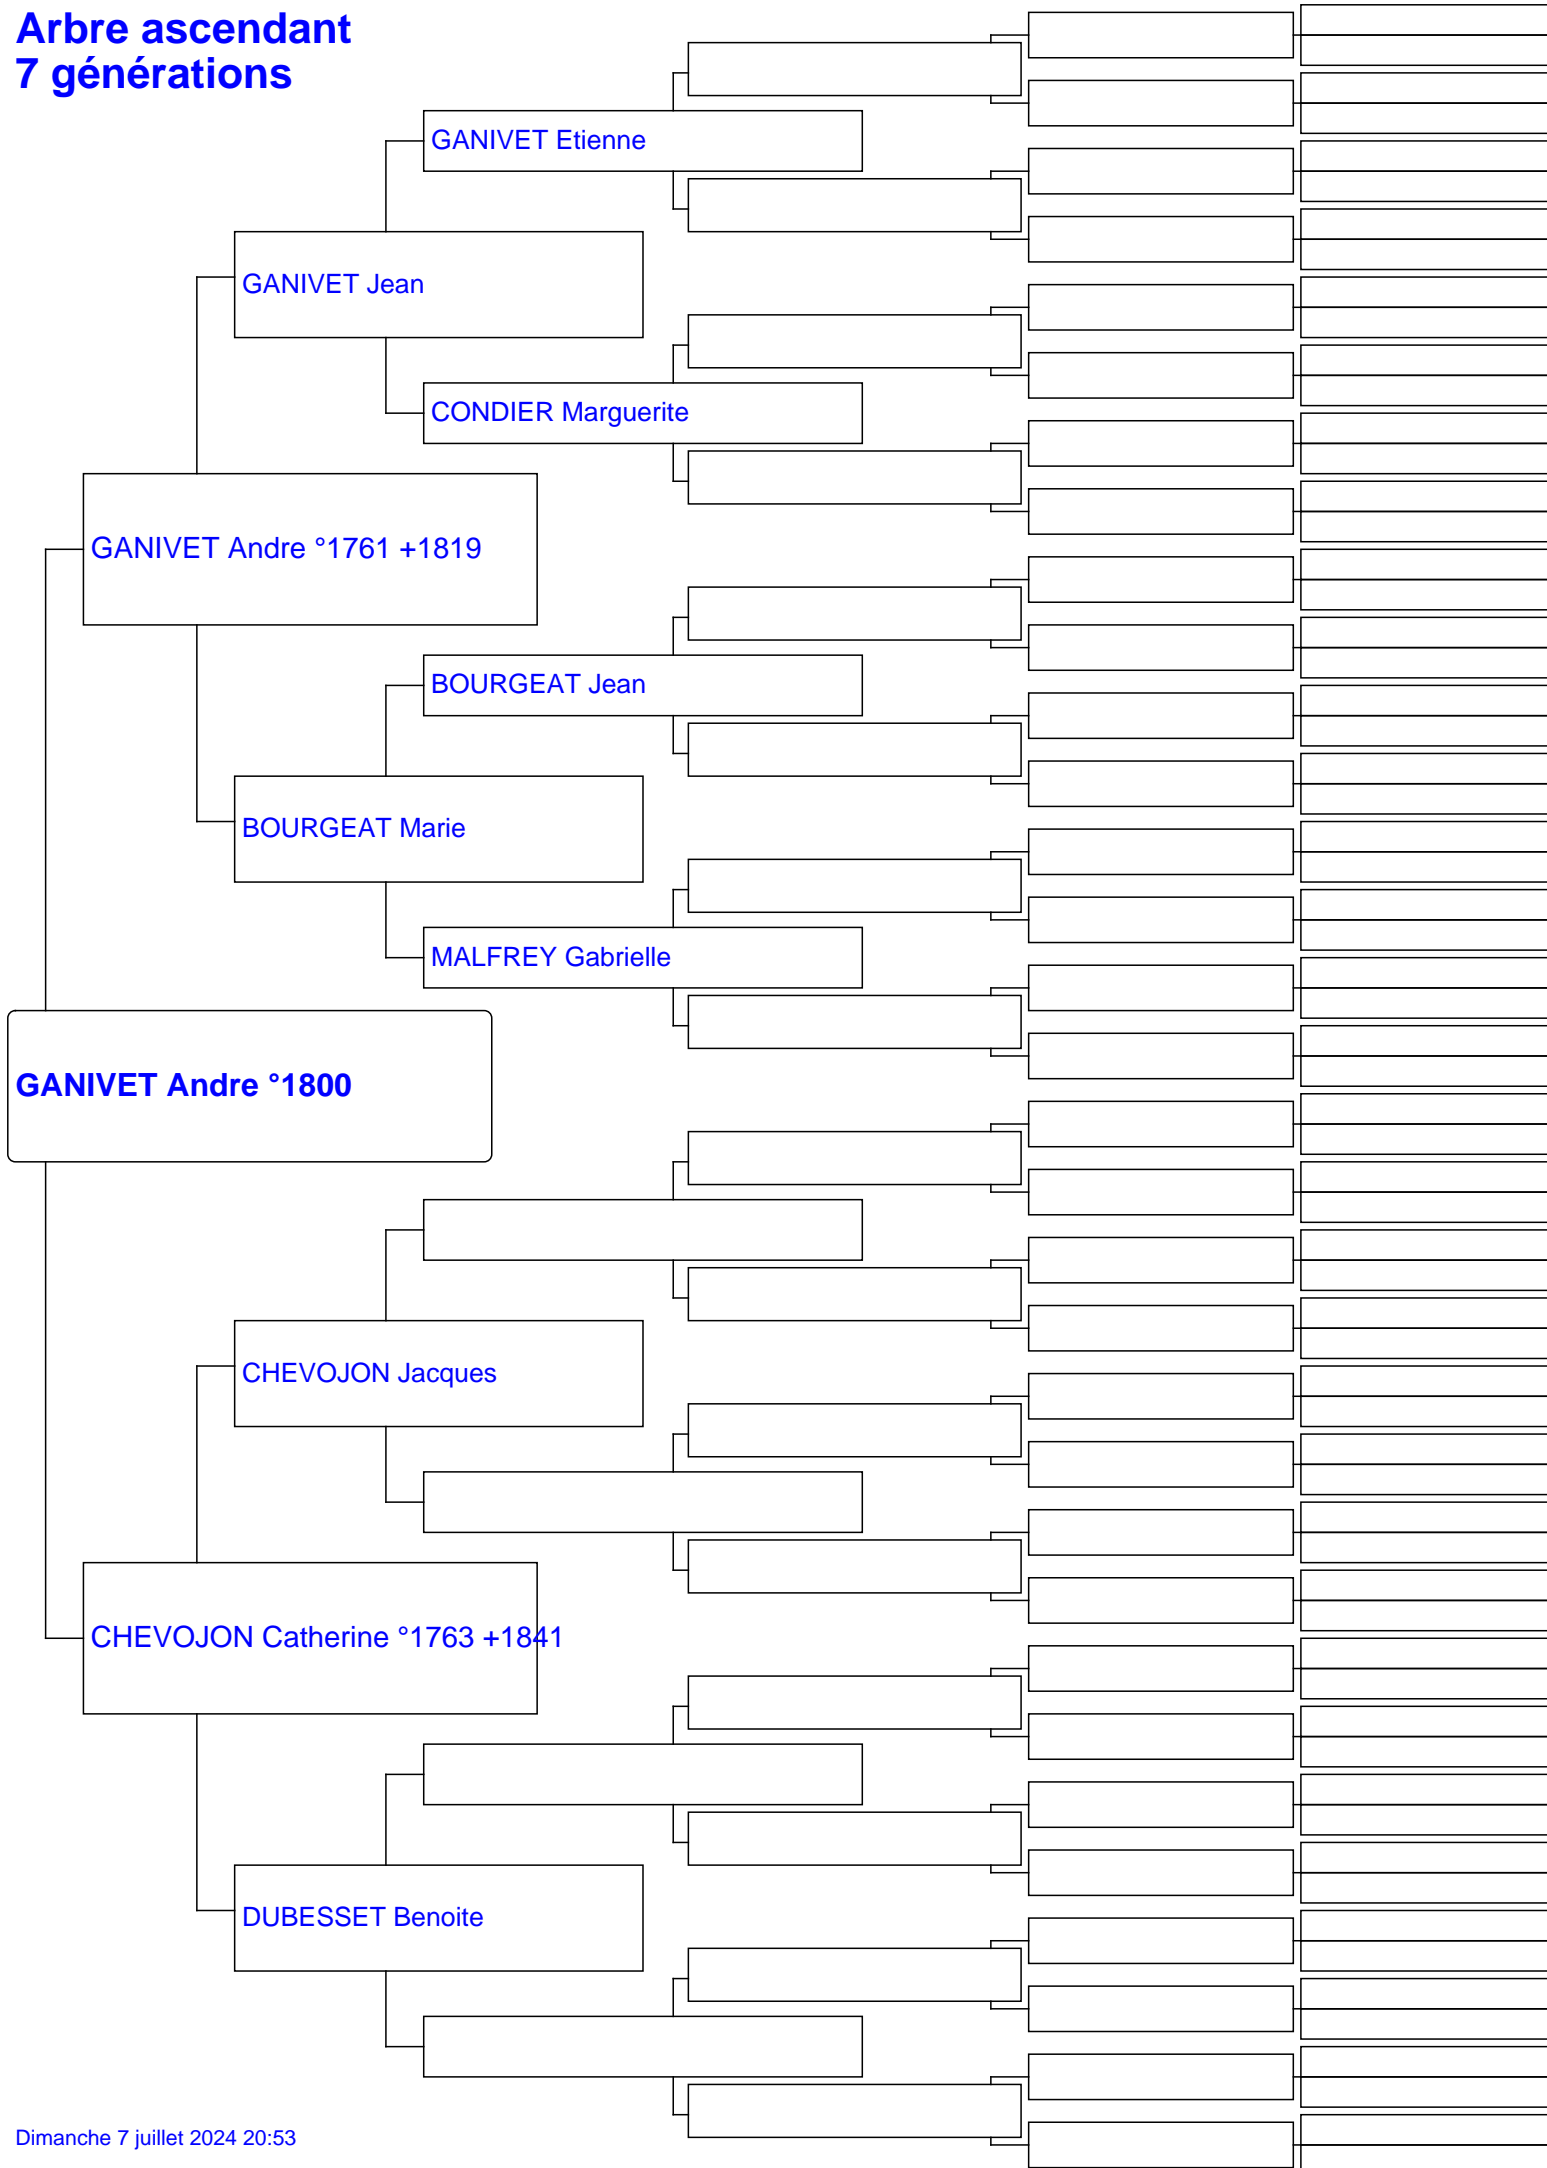 Arbre ascendant
7 générations
GANIVET Etienne
GANIVET Jean
CONDIER Marguerite
GANIVET Andre °1761 +1819
BOURGEAT Jean
BOURGEAT Marie
MALFREY Gabrielle
GANIVET Andre °1800
CHEVOJON Jacques
CHEVOJON Catherine °1763 +1841
DUBESSET Benoite
Dimanche 7 juillet 2024 20:53